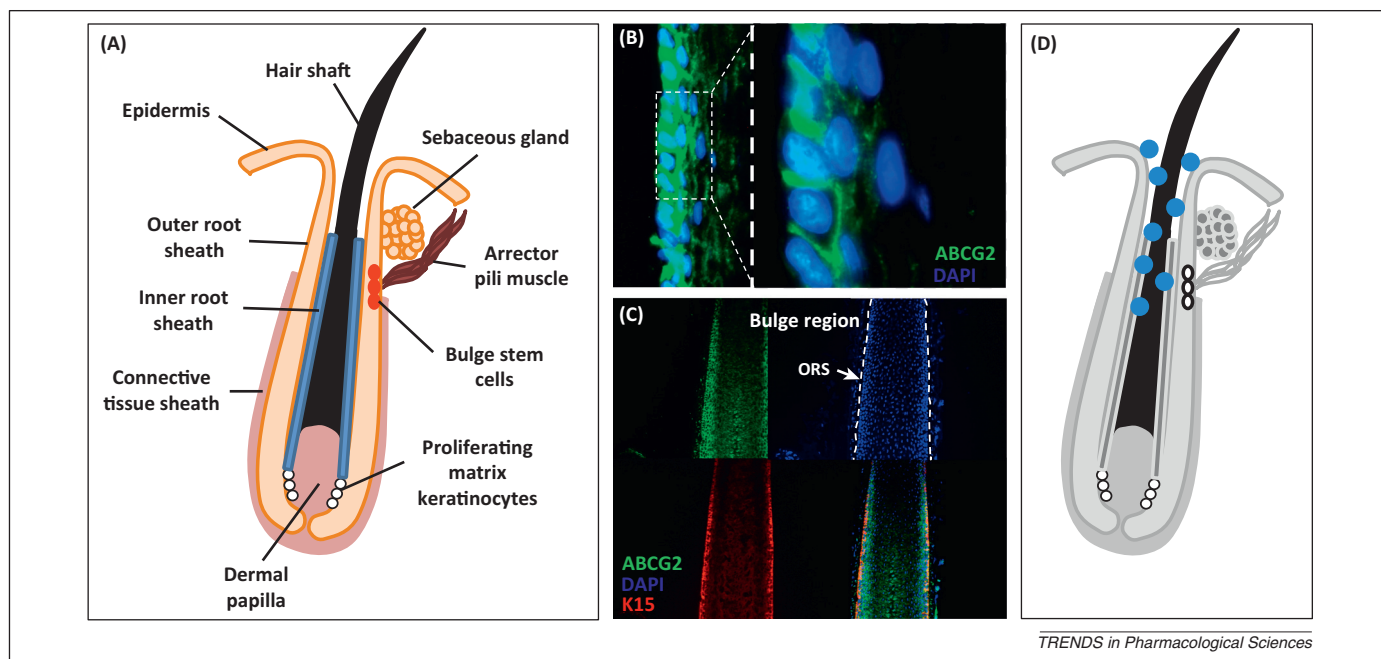 (A)
Hair shaft
Epidermis
Sebaceous gland
Outer root
sheath
Arrector
pili muscle
Inner root
sheath
Bulge stem
cells
Connective
tissue sheath
Proliferating
matrix
keratinocytes
Dermal
papilla
(B)
ABCG2
DAPI
(C)
Bulge region
ORS
ABCG2
DAPI
K15
(D)
TRENDS in Pharmacological Sciences